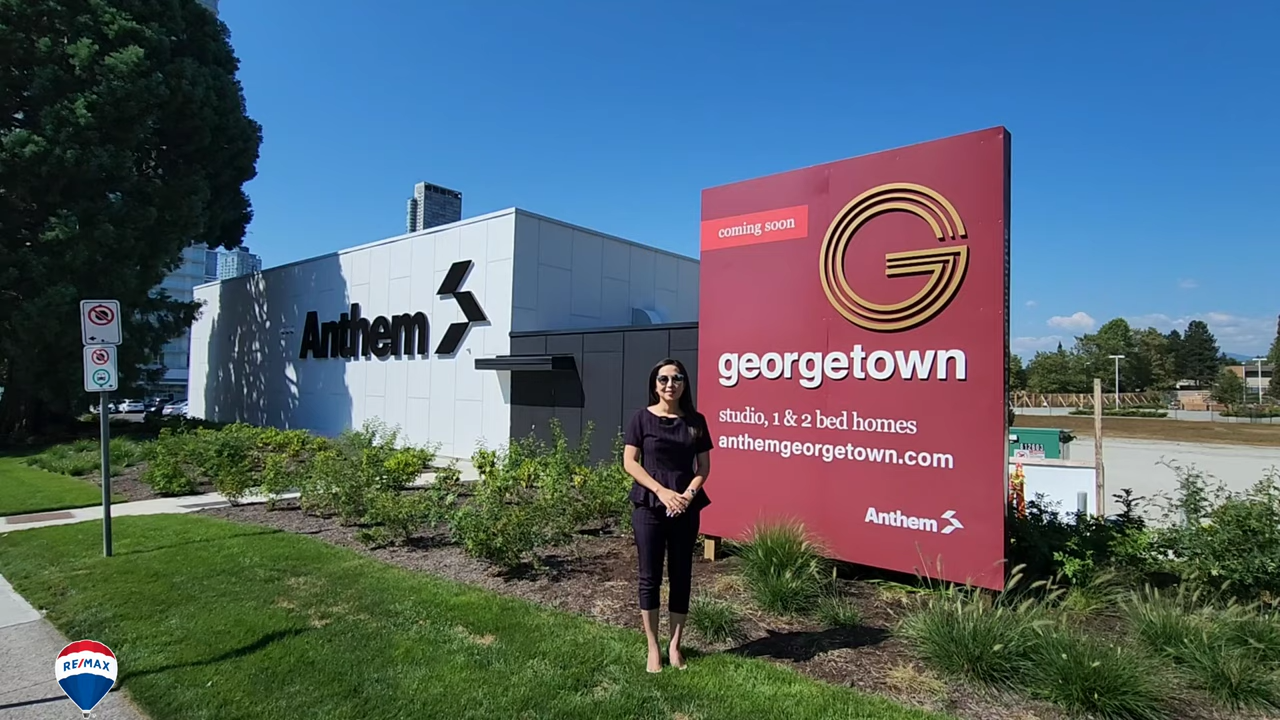 Anthem
coming soon
G
georgetown
studio, 1 & 2 bed homes
anthemgeorgetown.com
Anthem
RE/MAX